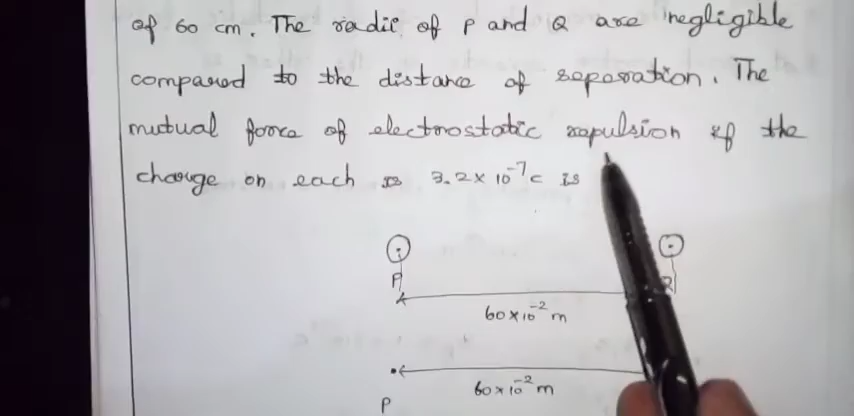 of 60 cm. The radii of P and Q are negligible
compared to the distance of seperation. The
mutual force of electrostatic repulsion if the
charge on each is 3.2 × 10⁻⁷ c is
P
60 × 10⁻² m
60 × 10⁻² m
P